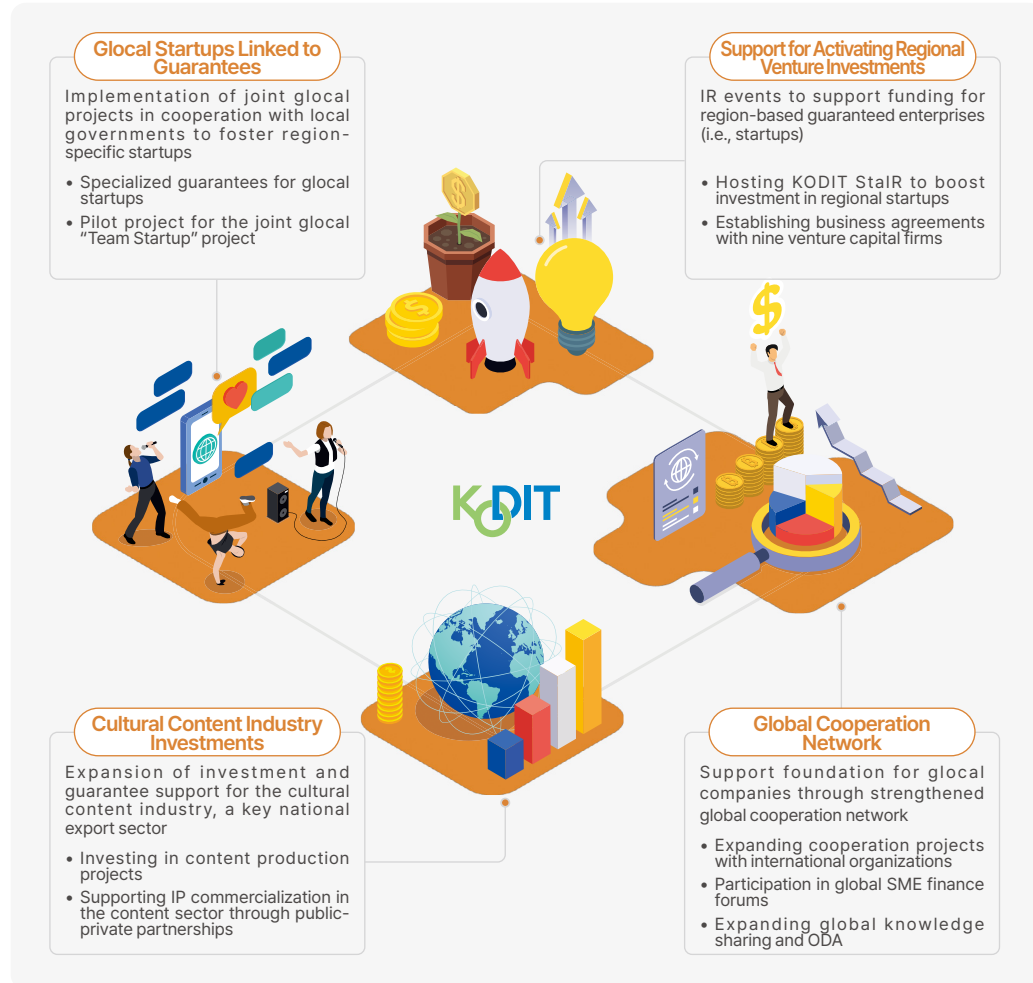 Glocal Startups Linked to
Guarantees
Implementation of joint glocal
projects in cooperation with local
governments to foster region-
specific startups
• Specialized guarantees for glocal
startups
• Pilot project for the joint glocal
“Team Startup” project
Support for Activating Regional
Venture Investments
IR events to support funding for
region-based guaranteed enterprises
(i.e., startups)
• Hosting KODIT StaIR to boost
investment in regional startups
• Establishing business agreements
with nine venture capital firms
KODIT
Cultural Content Industry
Investments
Expansion of investment and
guarantee support for the cultural
content industry, a key national
export sector
• Investing in content production
projects
• Supporting IP commercialization in
the content sector through public-
private partnerships
Global Cooperation
Network
Support foundation for glocal
companies through strengthened
global cooperation network
• Expanding cooperation projects
with international organizations
• Participation in global SME finance
forums
• Expanding global knowledge
sharing and ODA